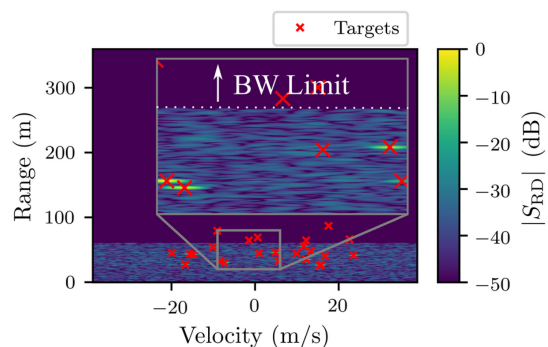 Targets
BW Limit
Range (m)
300
200
100
0
−20
0
20
Velocity (m/s)
0
−10
−20
−30
−40
−50
|S_RD| (dB)